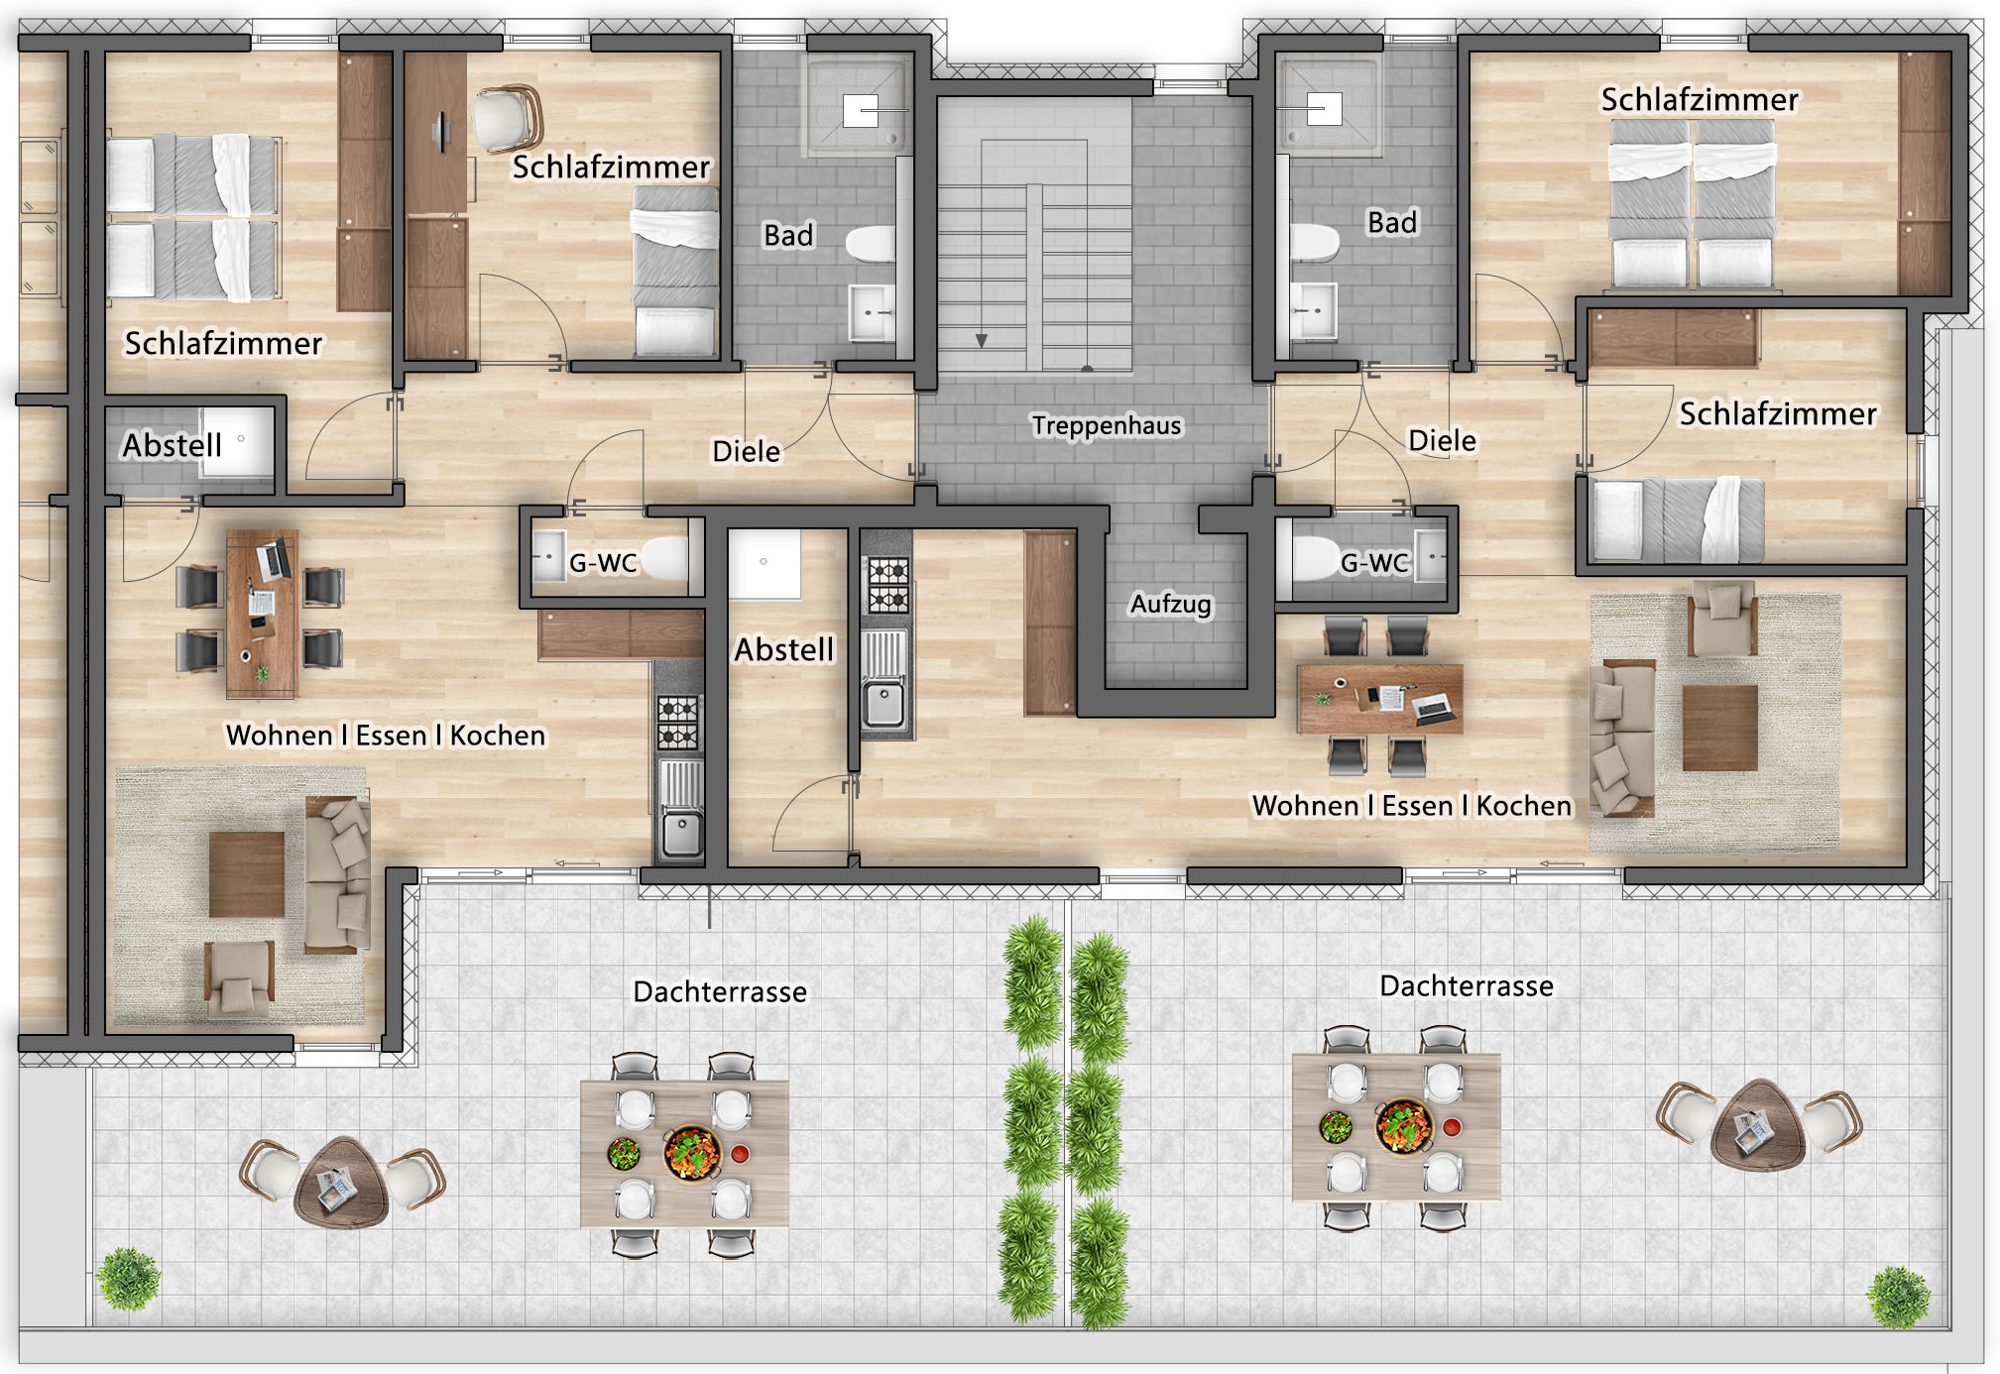 Schlafzimmer
Schlafzimmer
Schlafzimmer
Bad
Bad
Schlafzimmer
Schlafzimmer
Abstell
Diele
Treppenhaus
Diele
G-WC
G-WC
Aufzug
Abstell
Wohnen l Essen l Kochen
Wohnen l Essen l Kochen
Dachterrasse
Dachterrasse